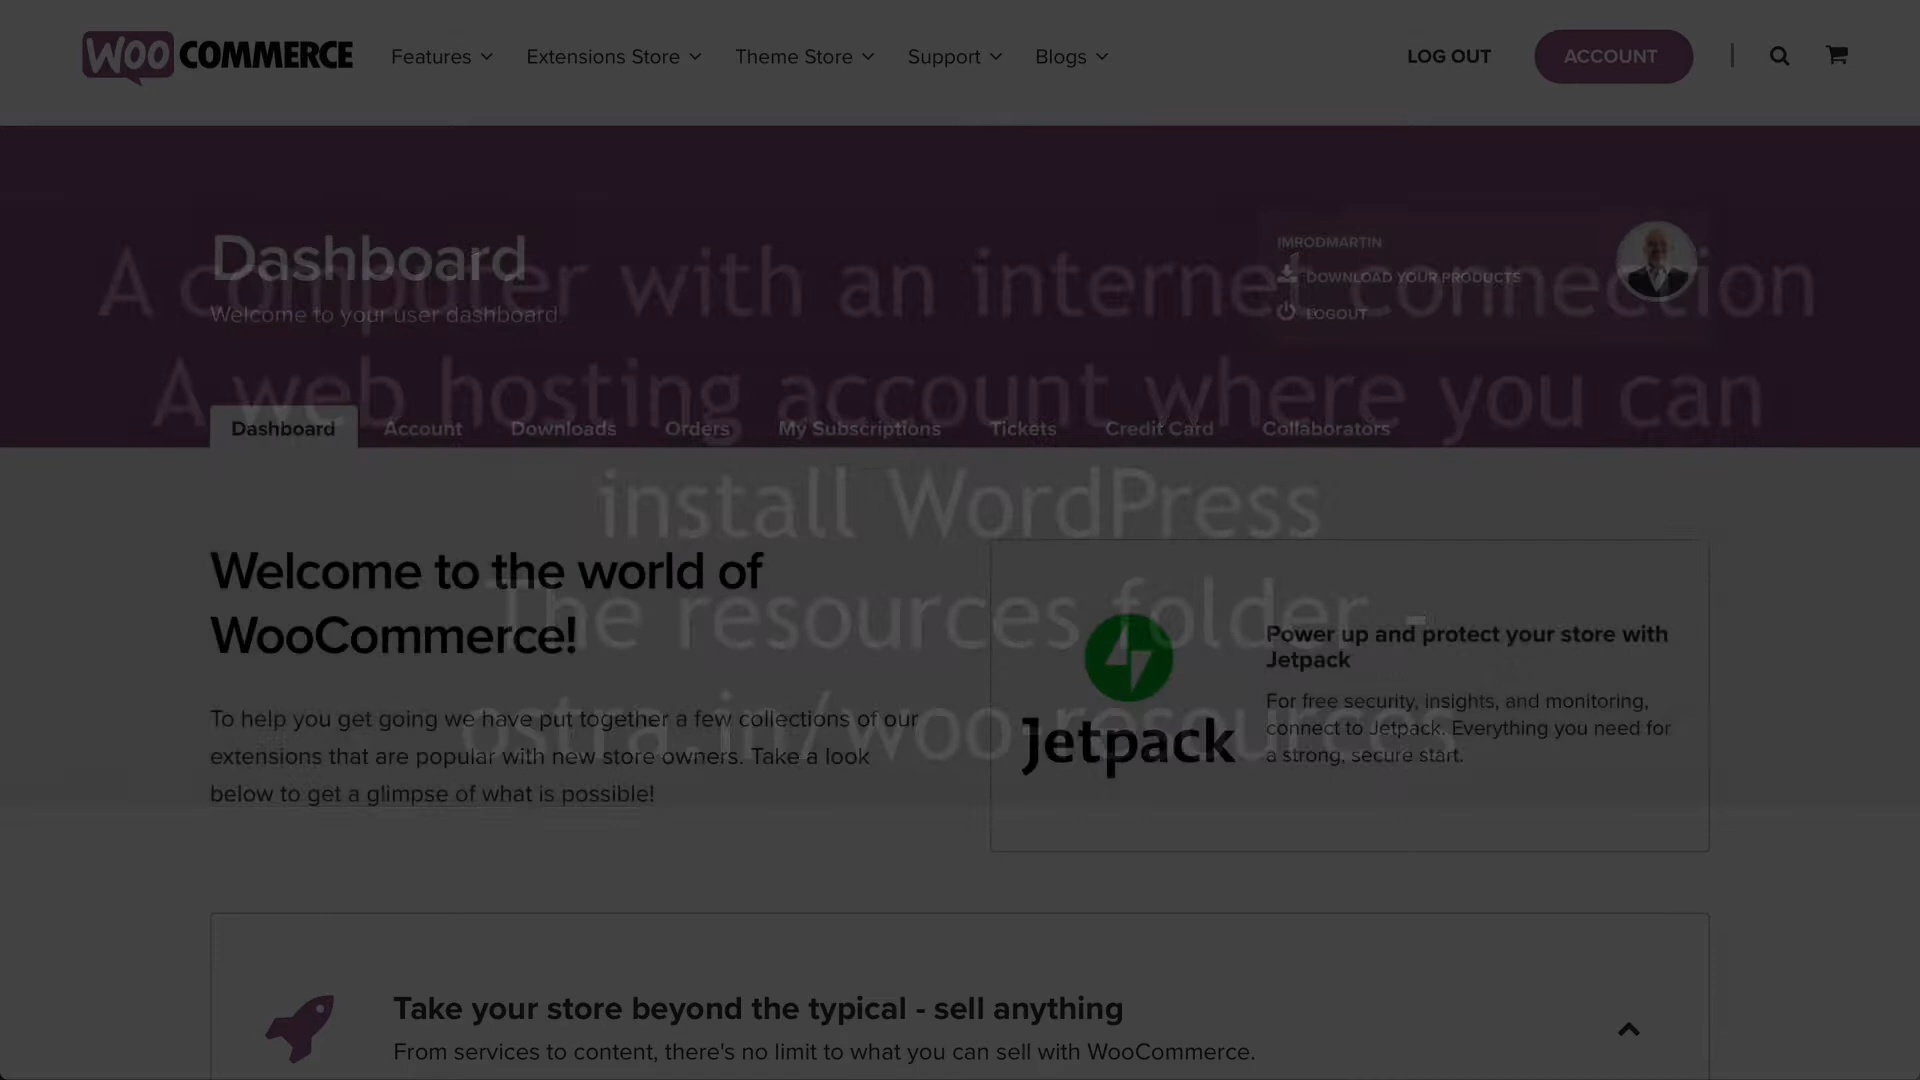 WOO COMMERCE Features Extensions Store Theme Store Support Blogs LOG OUT ACCOUNT
Dashboard
Welcome to your user dashboard
IMRODMARTIN
DOWNLOAD YOUR PRODUCTS
LOGOUT
A computer with an internet connection
A web hosting account where you can
install WordPress
The resources folder -
ostra.in/woo-resources
Dashboard Account Downloads Orders My Subscriptions Tickets Credit Card Collaborators
Welcome to the world of
WooCommerce!
To help you get going we have put together a few collections of our
extensions that are popular with new store owners. Take a look
below to get a glimpse of what is possible!
Jetpack
Power up and protect your store with
Jetpack
For free security, insights, and monitoring,
connect to Jetpack. Everything you need for
a strong, secure start.
Take your store beyond the typical - sell anything
From services to content, there's no limit to what you can sell with WooCommerce.